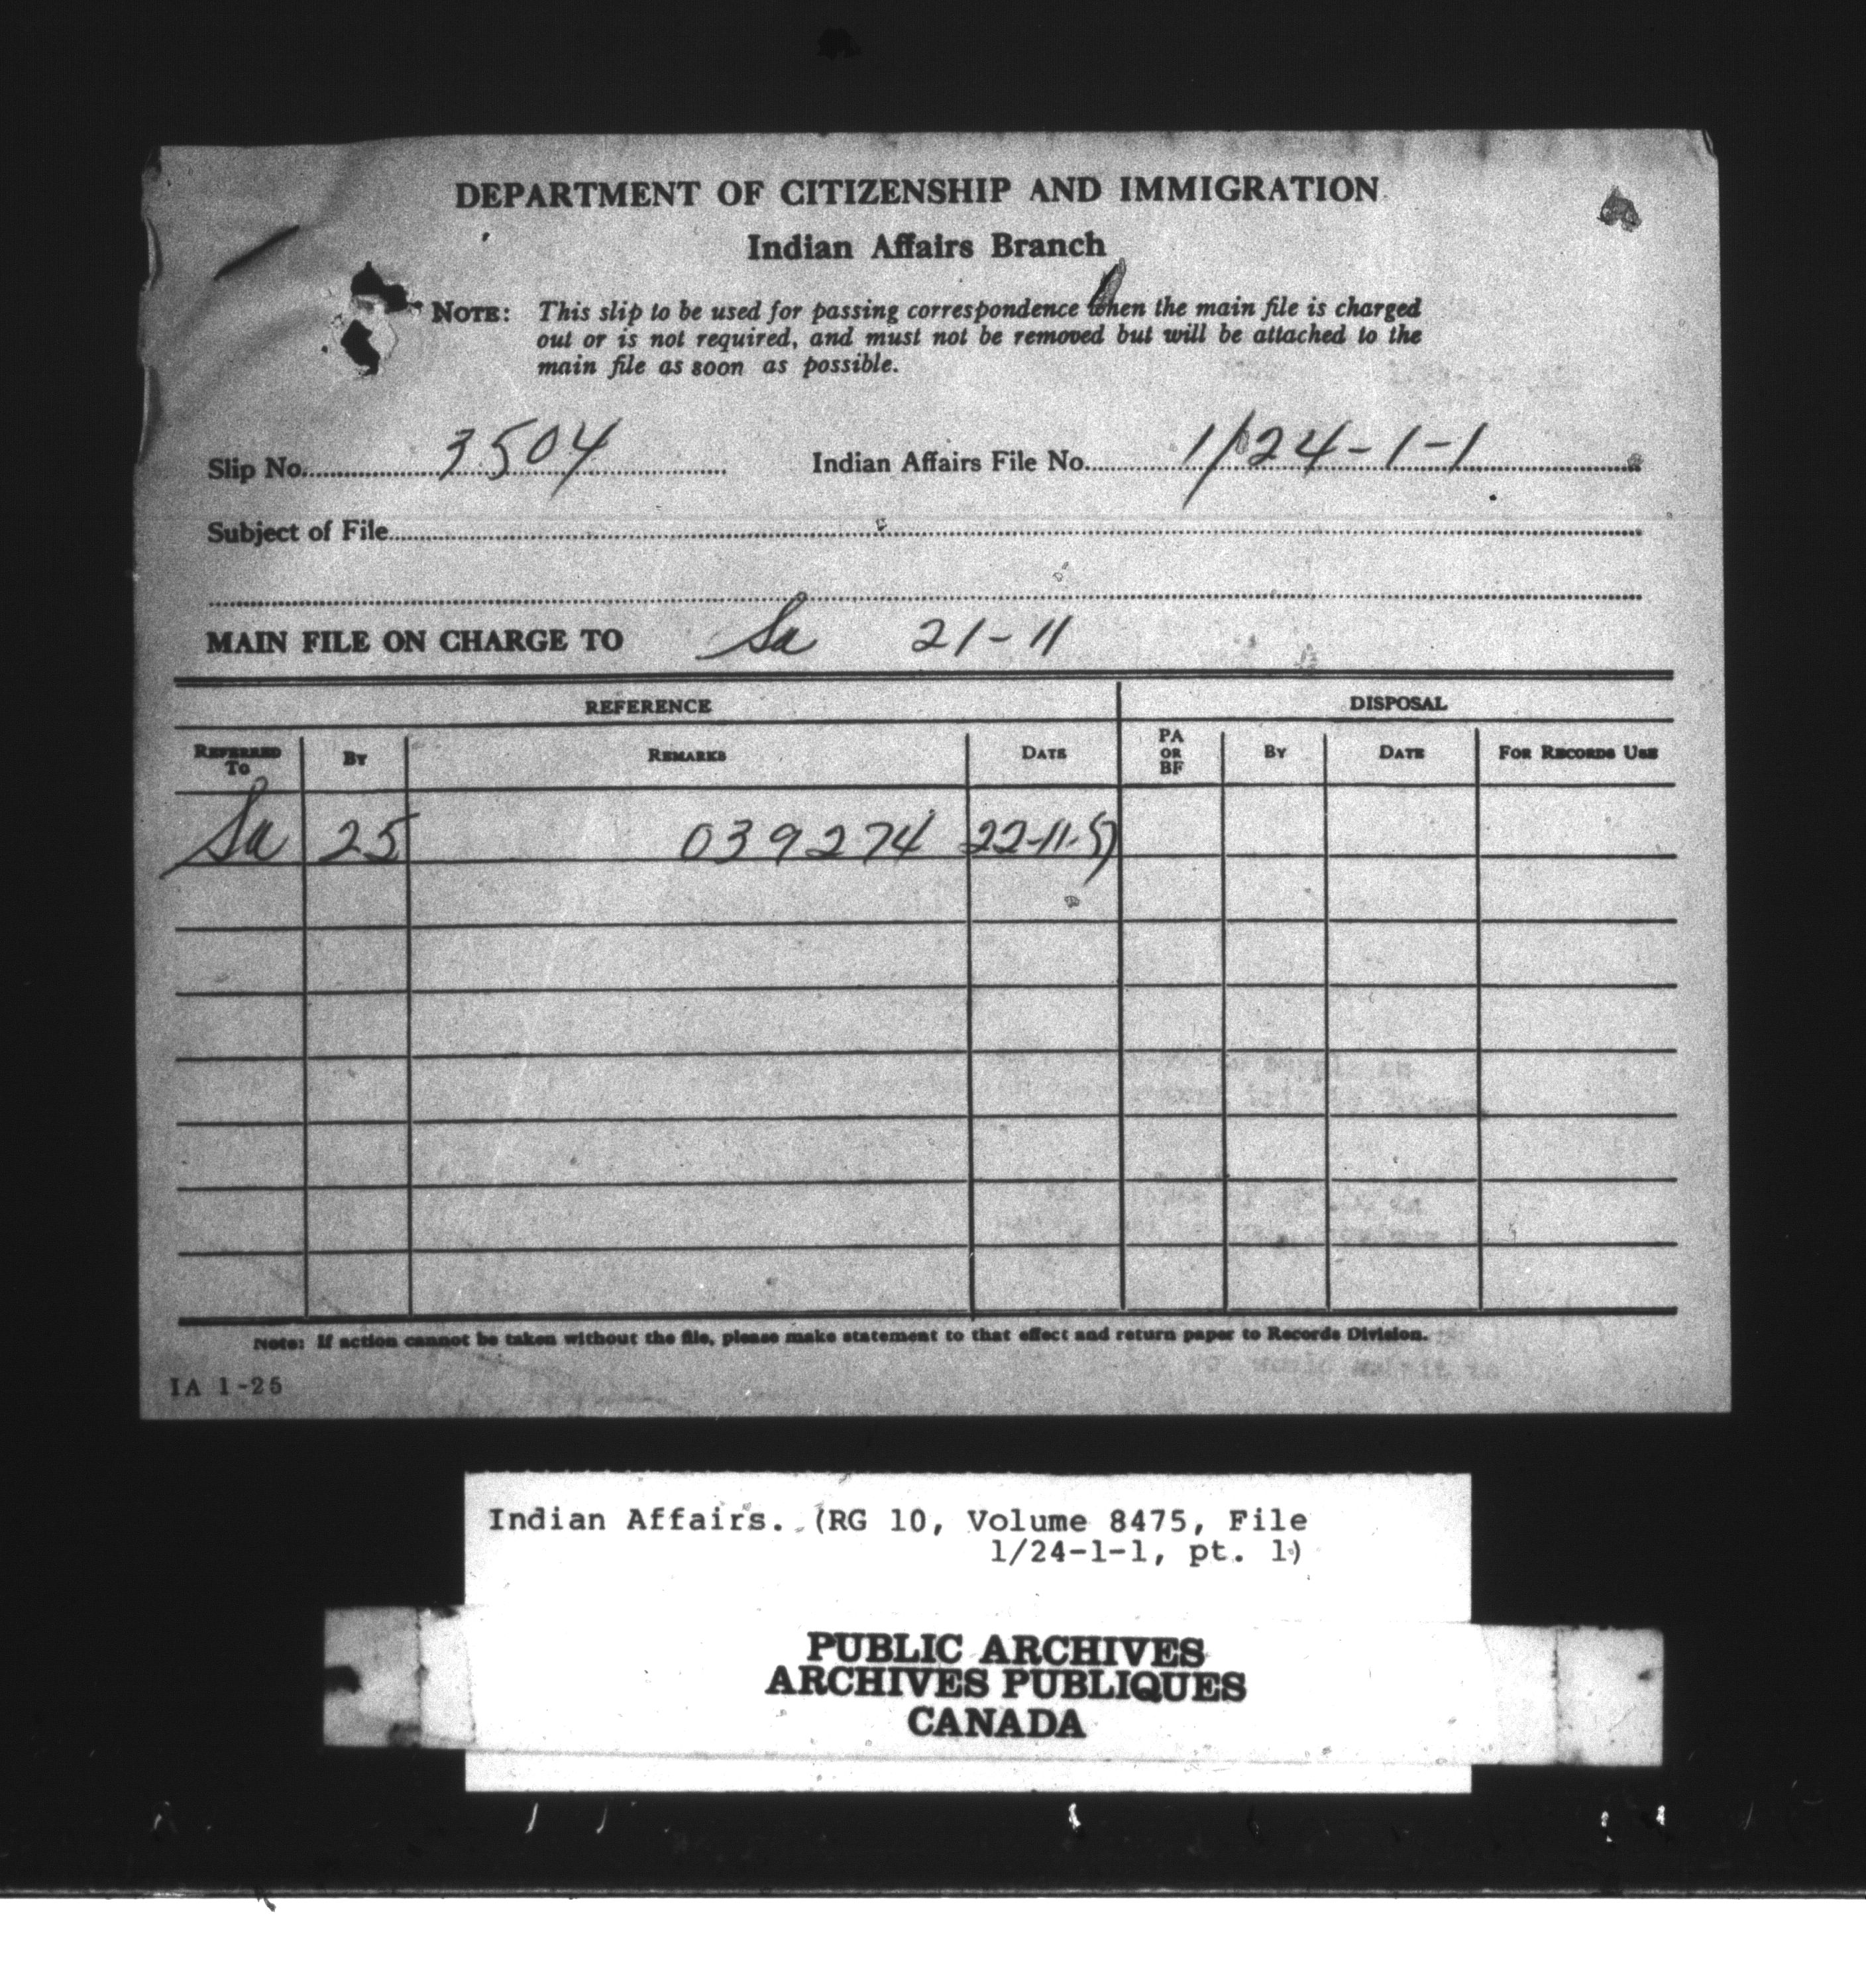 DEPARTMENT OF CITIZENSHIP AND IMMIGRATION
Indian Affairs Branch
NOTE: This slip to be used for passing correspondence when the main file is charged
out or is not required, and must not be removed but will be attached to the
main file as soon as possible.
Slip No. 3504 Indian Affairs File No. 1/24-1-1
Subject of File
MAIN FILE ON CHARGE TO Sa 21-11
REFERENCE DISPOSAL
REFERRED TO BY REMARKS DATE PA OR BF BY DATE FOR RECORDS USE
Sa 25 039274 22-11-57
Note: If action cannot be taken without the file, please make statement to that effect and return paper to Records Division.
IA 1-25
Indian Affairs. (RG 10, Volume 8475, File
1/24-1-1, pt. 1)
PUBLIC ARCHIVES
ARCHIVES PUBLIQUES
CANADA